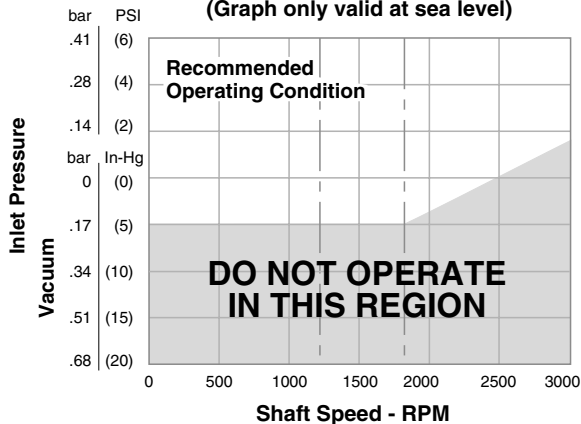 (Graph only valid at sea level)
bar PSI
.41 (6)
Recommended
Operating Condition
.28 (4)
.14 (2)
bar In-Hg
0 (0)
.17 (5)
.34 (10)
.51 (15)
.68 (20)
Inlet Pressure
Vacuum
DO NOT OPERATE
IN THIS REGION
0 500 1000 1500 2000 2500 3000
Shaft Speed - RPM